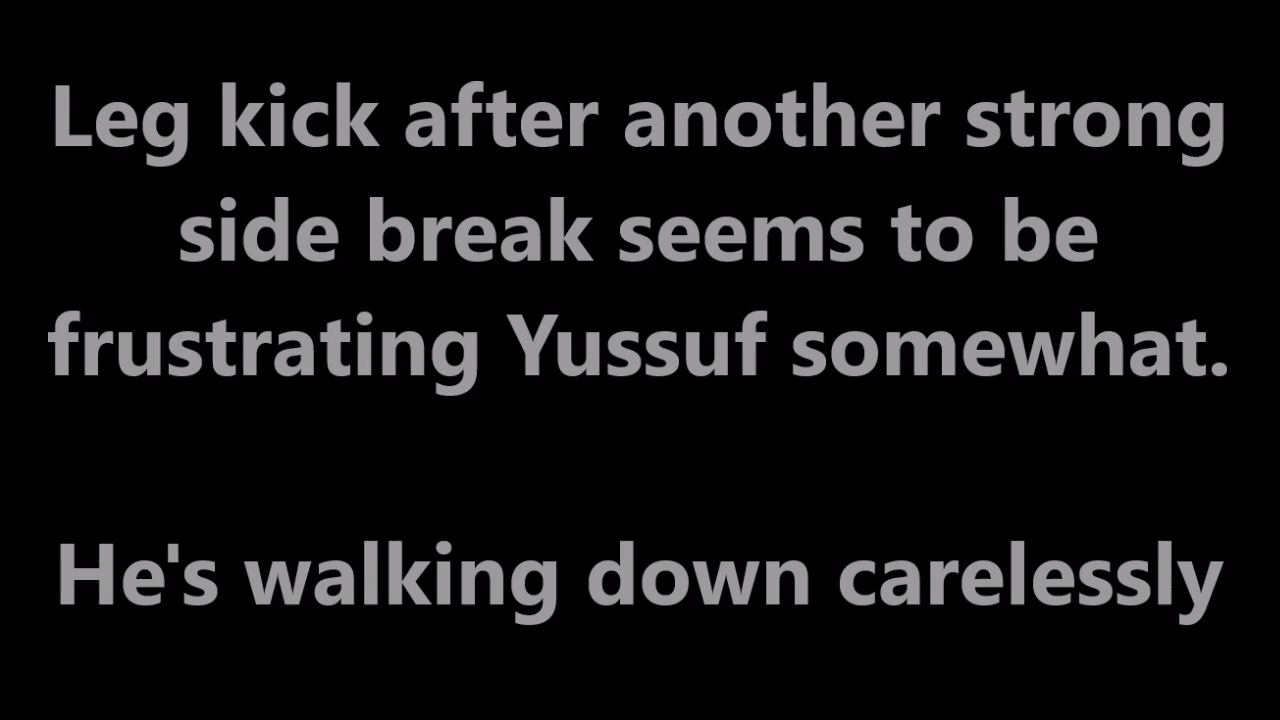 Leg kick after another strong
side break seems to be
frustrating Yussuf somewhat.
He's walking down carelessly